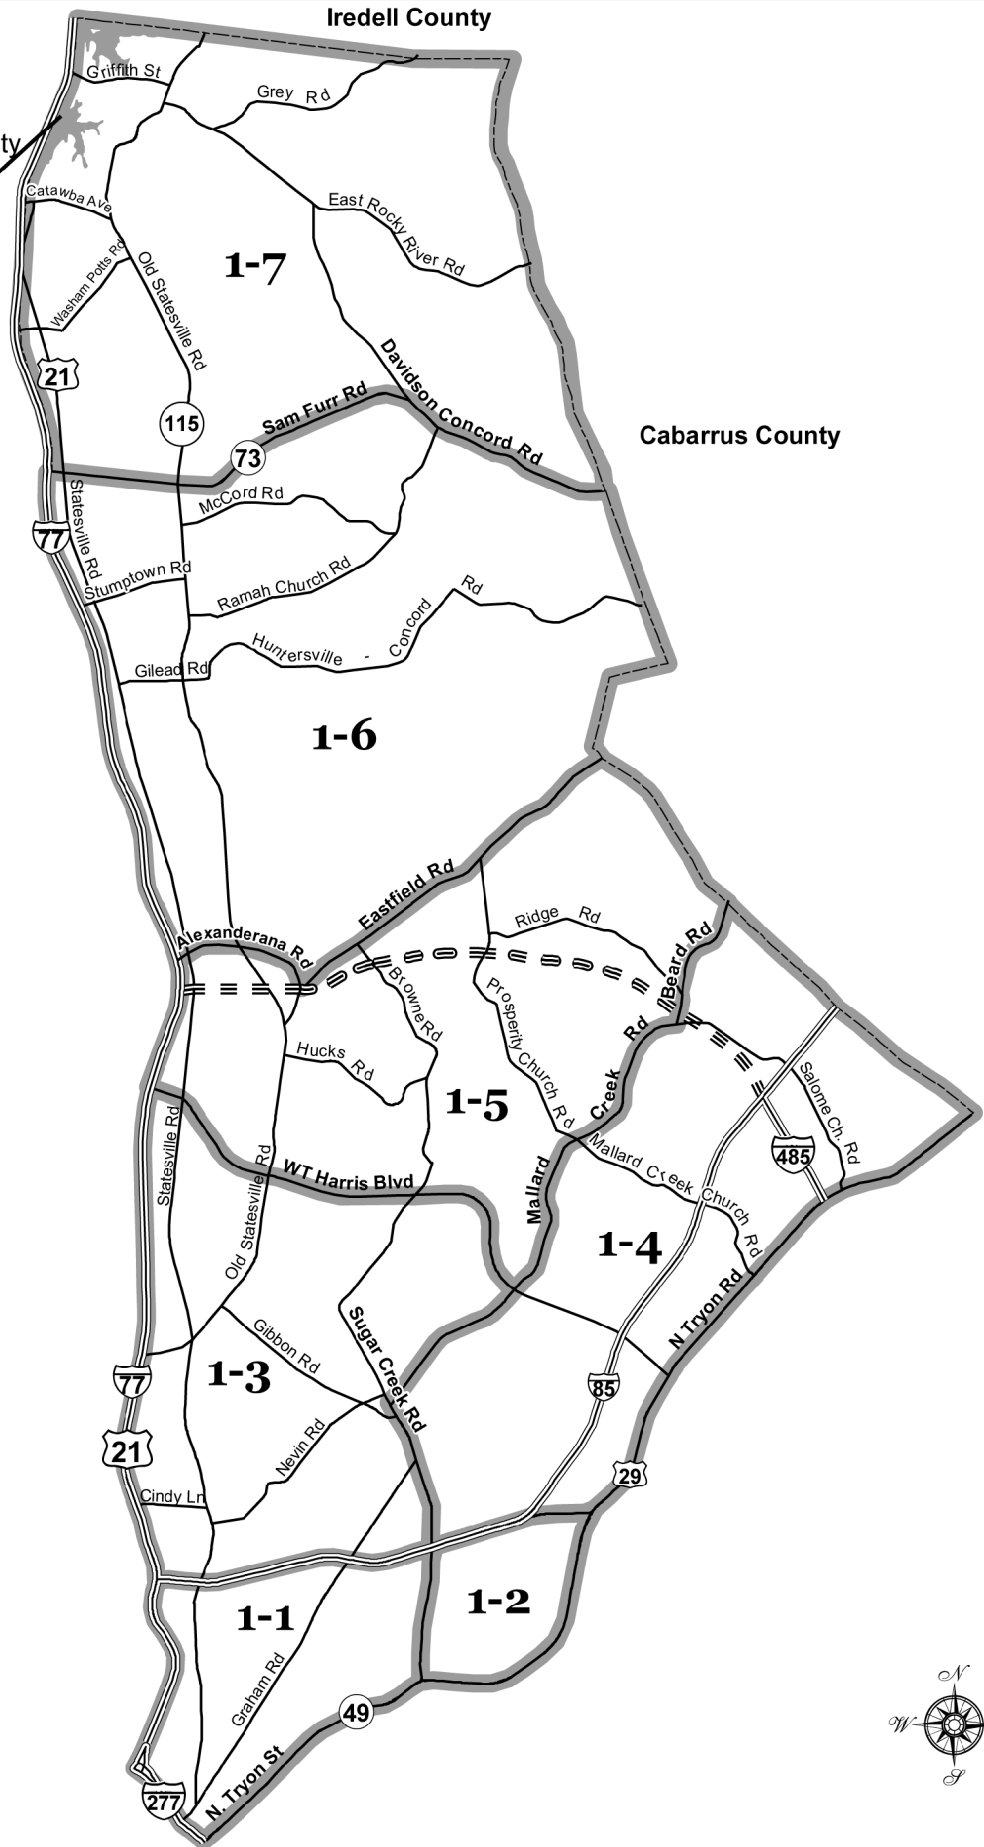 Iredell County
Griffith St
Grey Rd
ty
Catawba Ave
East Rocky River Rd
Washam Potts Rd
Old Statesville Rd
1-7
21
Davidson Concord Rd
Sam Furr Rd
115
Cabarrus County
73
Statesville Rd
McCord Rd
77
Stumptown Rd
Ramah Church Rd
Huntersville - Concord Rd
Gilead Rd
1-6
Eastfield Rd
Alexanderana Rd
Ridge Rd
Beard Rd
Browne Rd
Prosperity Church Rd
Hucks Rd
Mallard Creek Rd
Salome Ch. Rd
1-5
485
Statesville Rd
Old Statesville Rd
WT Harris Blvd
Mallard Creek Church Rd
1-4
N Tryon Rd
Sugar Creek Rd
Gibbon Rd
1-3
77
85
21
Nevin Rd
29
Cindy Ln
1-2
1-1
Graham Rd
49
N
W
S
277
N. Tryon St